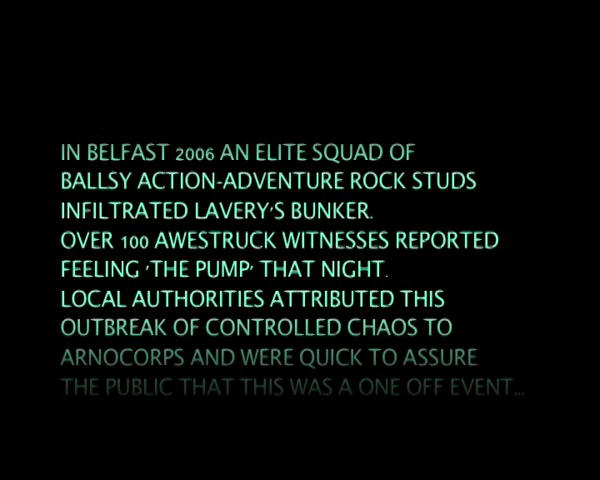 IN BELFAST 2006 AN ELITE SQUAD OF
BALLSY ACTION-ADVENTURE ROCK STUDS
INFILTRATED LAVERY'S BUNKER.
OVER 100 AWESTRUCK WITNESSES REPORTED
FEELING 'THE PUMP' THAT NIGHT.
LOCAL AUTHORITIES ATTRIBUTED THIS
OUTBREAK OF CONTROLLED CHAOS TO
ARNOCORPS AND WERE QUICK TO ASSURE
THE PUBLIC THAT THIS WAS A ONE OFF EVENT...